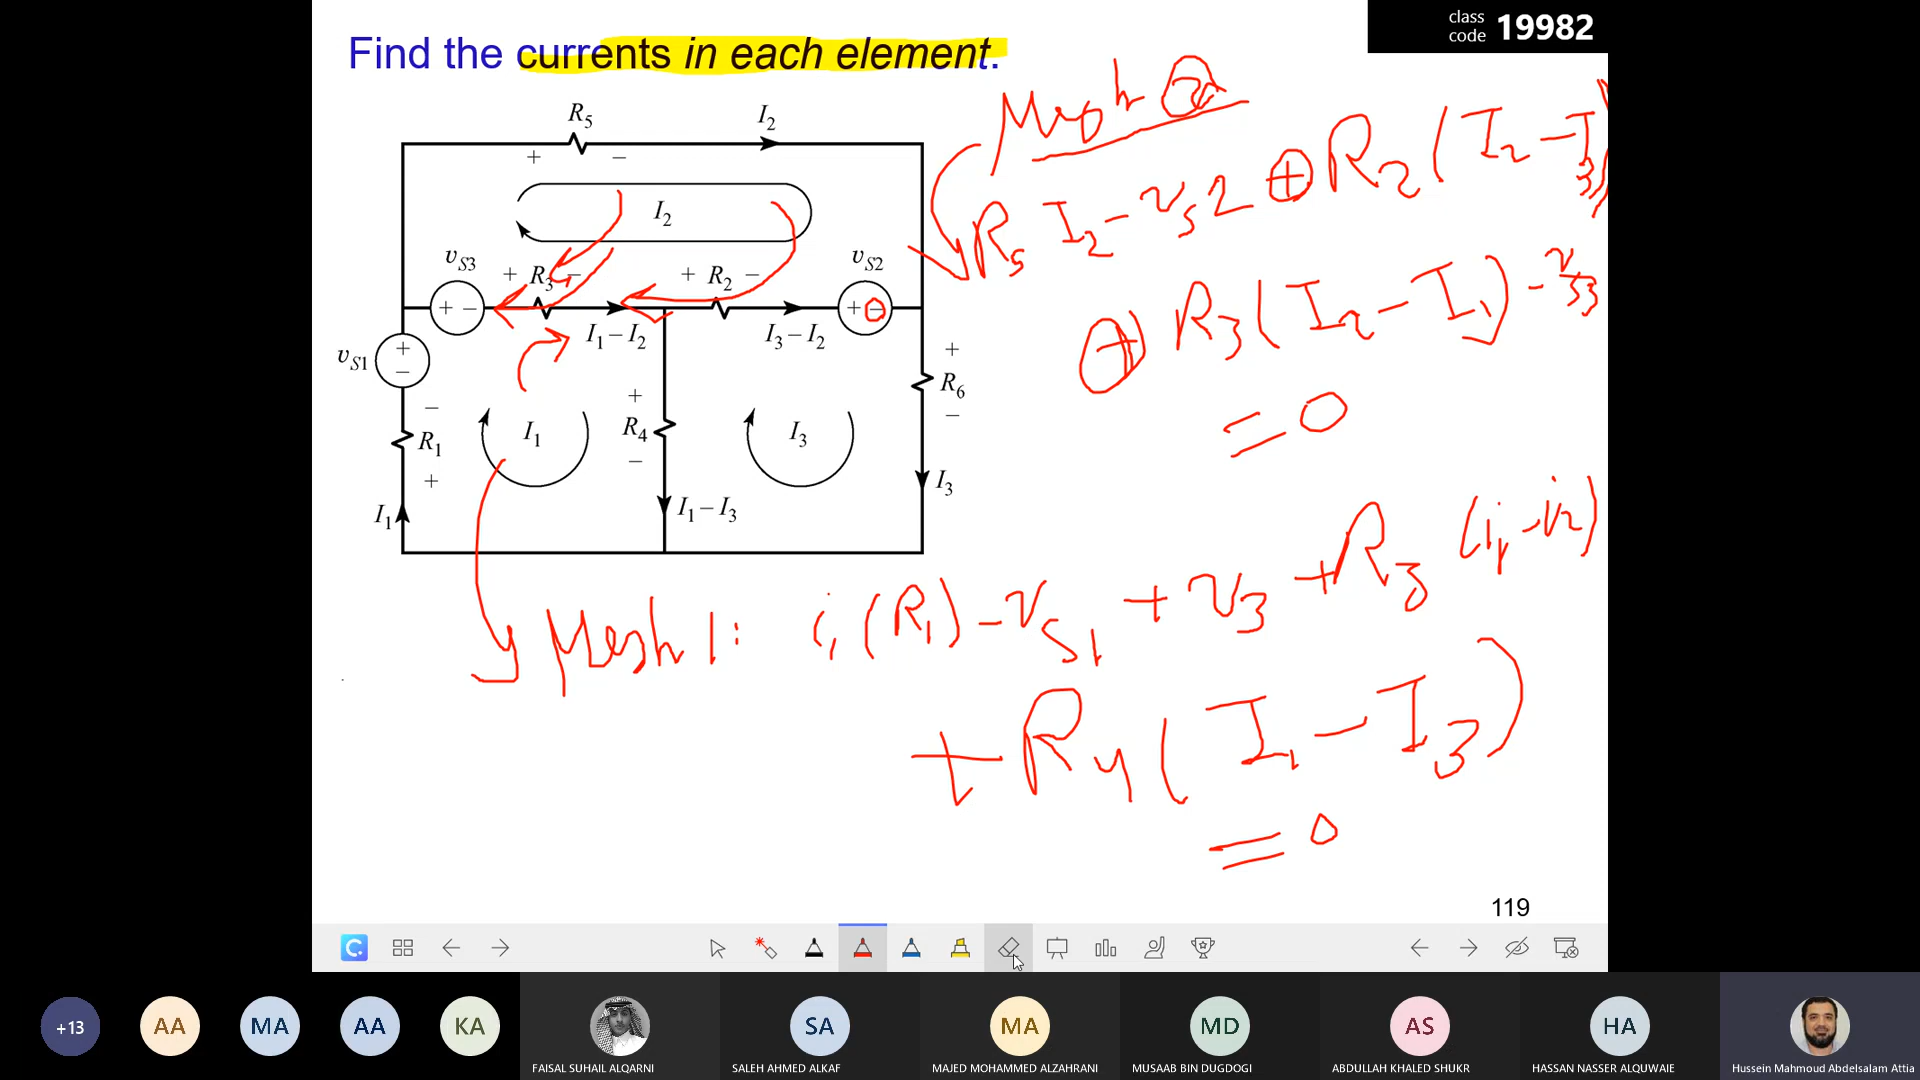 class
code 19982
Find the currents in each element.
R5
I2
+ −
I2
vS3
+ R3 −
+ R2 −
vS2
+ −
+ −
I1 – I2
I3 – I2
vS1
+
−
+
R6
−
−
R1
+
+
R4
−
I1
I3
I1
I1 – I3
I3
Mesh 2
R5 I2 - vS2 ⊕ R2 (I2 - I3)
⊕ R3 (I2 - I1) - vS3
= 0
Mesh 1: i1 (R1) - vS1 + v3 + R3 (i1 - i2)
+ R4 (I1 - I3)
= 0
119
+13
AA
MA
AA
KA
SA
MA
MD
AS
HA
FAISAL SUHAIL ALQARNI
SALEH AHMED ALKAF
MAJED MOHAMMED ALZAHRANI
MUSAAB BIN DUGDOGI
ABDULLAH KHALED SHUKR
HASSAN NASSER ALQUWAIE
Hussein Mahmoud Abdelsalam Attia